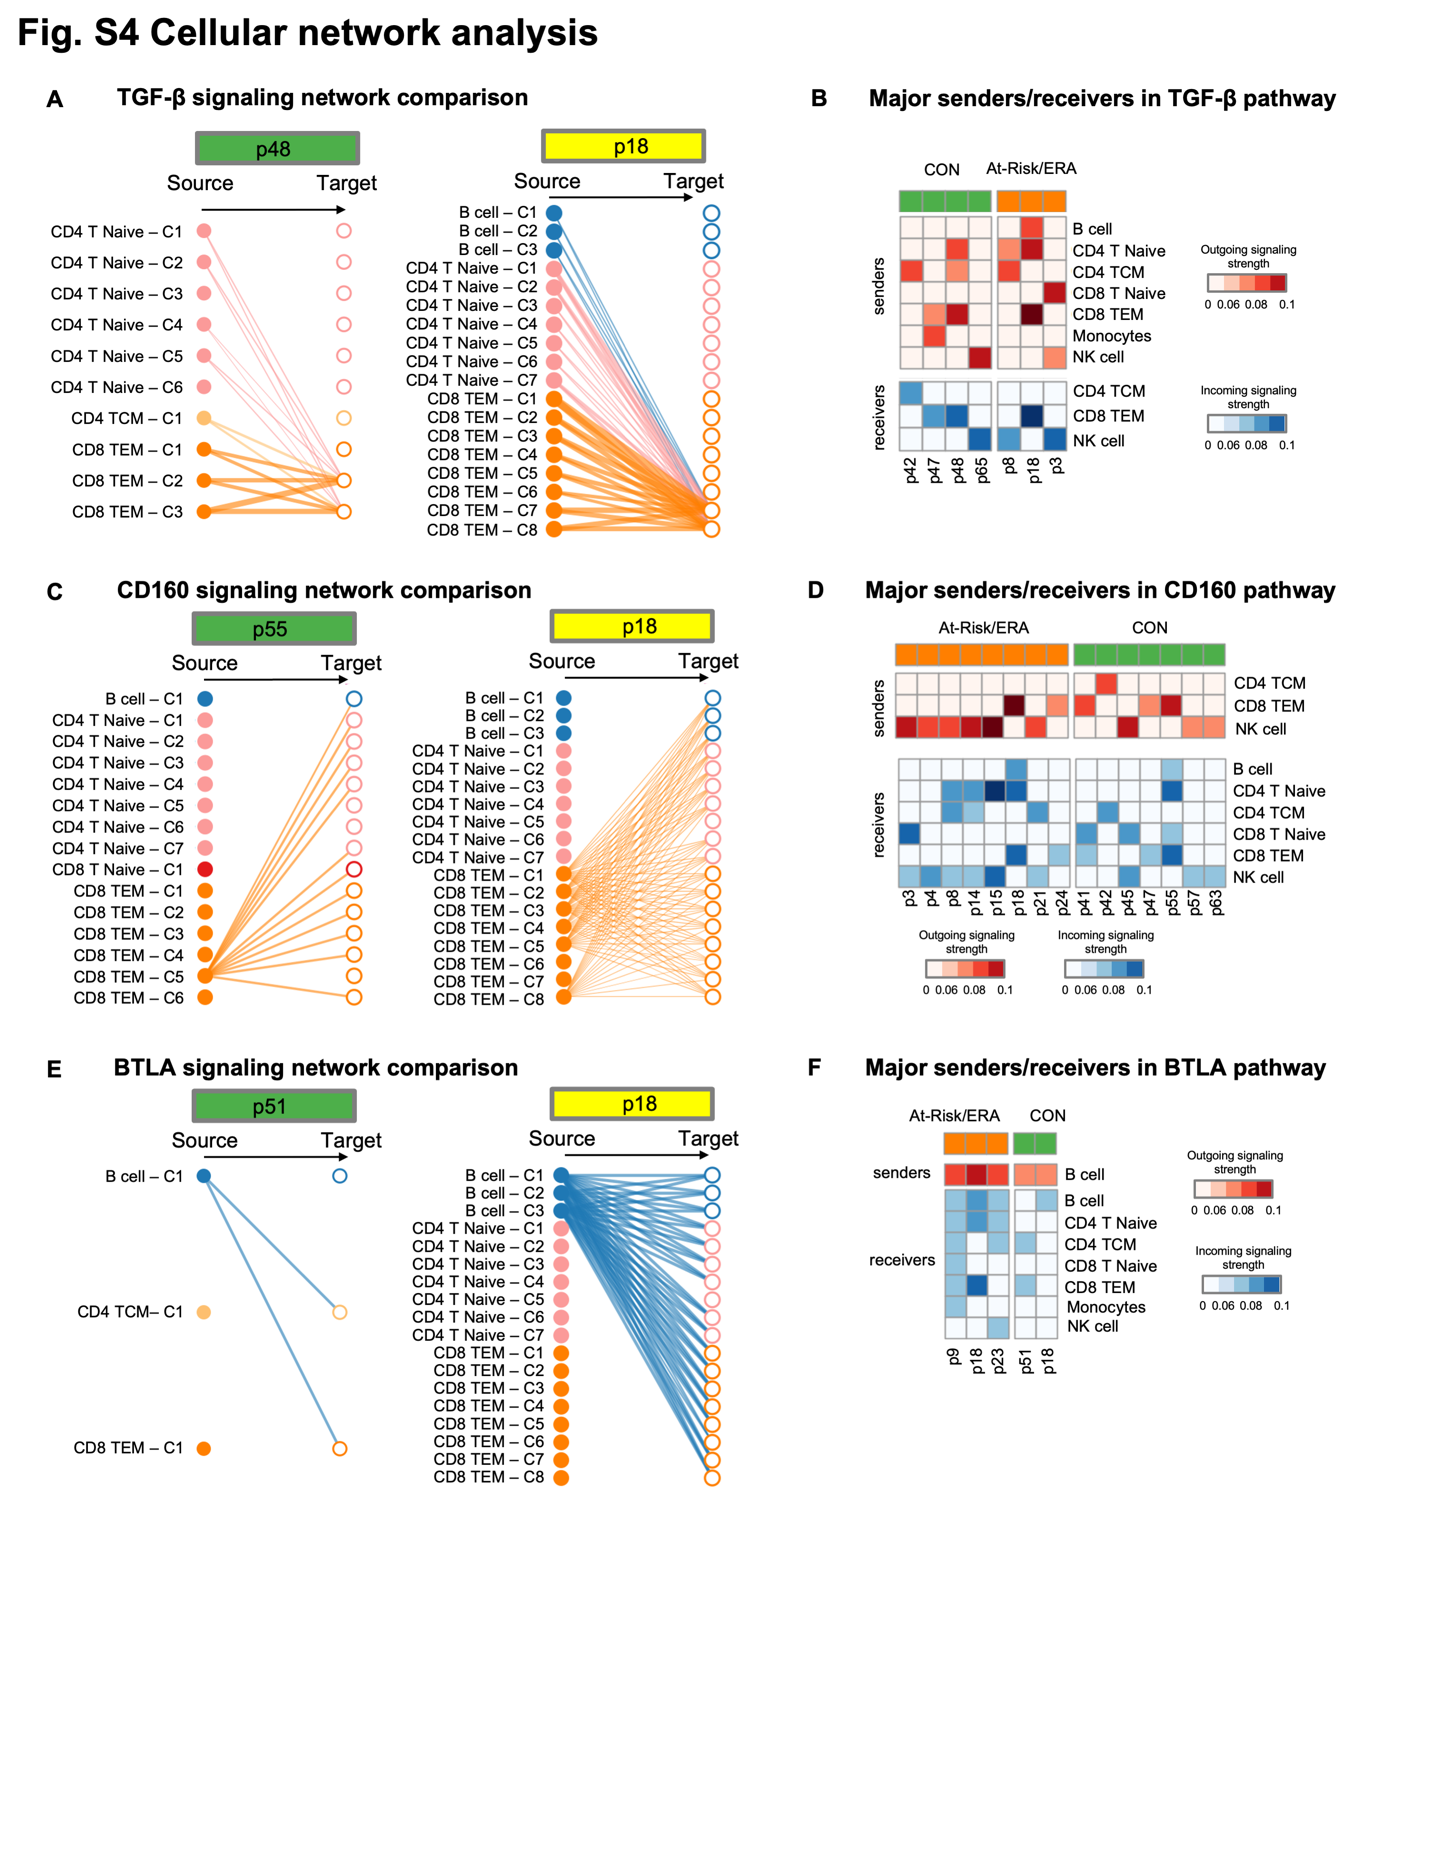 Fig. S4 Cellular network analysis
A
TGF-β signaling network comparison
p48
Source
Target
CD4 T Naive – C1
CD4 T Naive – C2
CD4 T Naive – C3
CD4 T Naive – C4
CD4 T Naive – C5
CD4 T Naive – C6
CD4 TCM – C1
CD8 TEM – C1
CD8 TEM – C2
CD8 TEM – C3
p18
Source
Target
B cell – C1
B cell – C2
B cell – C3
CD4 T Naive – C1
CD4 T Naive – C2
CD4 T Naive – C3
CD4 T Naive – C4
CD4 T Naive – C5
CD4 T Naive – C6
CD4 T Naive – C7
CD8 TEM – C1
CD8 TEM – C2
CD8 TEM – C3
CD8 TEM – C4
CD8 TEM – C5
CD8 TEM – C6
CD8 TEM – C7
CD8 TEM – C8
B
Major senders/receivers in TGF-β pathway
CON
At-Risk/ERA
senders
B cell
CD4 T Naive
CD4 TCM
CD8 T Naive
CD8 TEM
Monocytes
NK cell
receivers
CD4 TCM
CD8 TEM
NK cell
p42
p47
p48
p65
p8
p18
p3
Outgoing signaling
strength
0 0.06 0.08 0.1
Incoming signaling
strength
0 0.06 0.08 0.1
C
CD160 signaling network comparison
p55
Source
Target
B cell – C1
CD4 T Naive – C1
CD4 T Naive – C2
CD4 T Naive – C3
CD4 T Naive – C4
CD4 T Naive – C5
CD4 T Naive – C6
CD4 T Naive – C7
CD8 T Naive – C1
CD8 TEM – C1
CD8 TEM – C2
CD8 TEM – C3
CD8 TEM – C4
CD8 TEM – C5
CD8 TEM – C6
p18
Source
Target
B cell – C1
B cell – C2
B cell – C3
CD4 T Naive – C1
CD4 T Naive – C2
CD4 T Naive – C3
CD4 T Naive – C4
CD4 T Naive – C5
CD4 T Naive – C6
CD4 T Naive – C7
CD8 TEM – C1
CD8 TEM – C2
CD8 TEM – C3
CD8 TEM – C4
CD8 TEM – C5
CD8 TEM – C6
CD8 TEM – C7
CD8 TEM – C8
D
Major senders/receivers in CD160 pathway
At-Risk/ERA
CON
senders
CD4 TCM
CD8 TEM
NK cell
receivers
B cell
CD4 T Naive
CD4 TCM
CD8 T Naive
CD8 TEM
NK cell
p3
p4
p8
p14
p15
p18
p21
p24
p41
p42
p45
p47
p55
p57
p63
Outgoing signaling
strength
0 0.06 0.08 0.1
Incoming signaling
strength
0 0.06 0.08 0.1
E
BTLA signaling network comparison
p51
Source
Target
B cell – C1
CD4 TCM– C1
CD8 TEM – C1
p18
Source
Target
B cell – C1
B cell – C2
B cell – C3
CD4 T Naive – C1
CD4 T Naive – C2
CD4 T Naive – C3
CD4 T Naive – C4
CD4 T Naive – C5
CD4 T Naive – C6
CD4 T Naive – C7
CD8 TEM – C1
CD8 TEM – C2
CD8 TEM – C3
CD8 TEM – C4
CD8 TEM – C5
CD8 TEM – C6
CD8 TEM – C7
CD8 TEM – C8
F
Major senders/receivers in BTLA pathway
At-Risk/ERA
CON
senders
B cell
receivers
B cell
CD4 T Naive
CD4 TCM
CD8 T Naive
CD8 TEM
Monocytes
NK cell
p9
p18
p23
p51
p18
Outgoing signaling
strength
0 0.06 0.08 0.1
Incoming signaling
strength
0 0.06 0.08 0.1